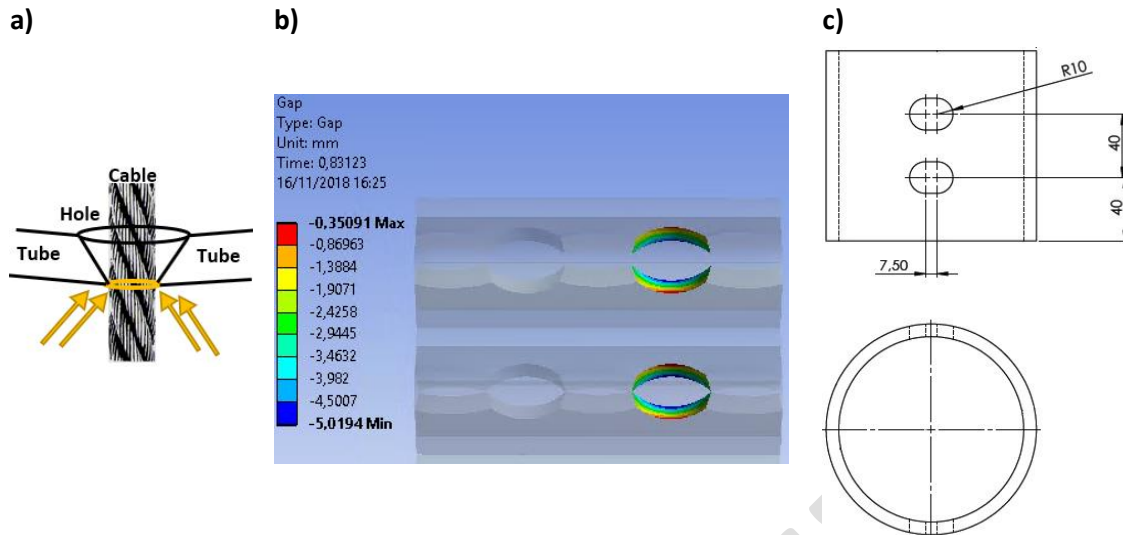 a)
Cable
Hole
Tube
Tube
b)
Gap
Type: Gap
Unit: mm
Time: 0,83123
16/11/2018 16:25
-0,35091 Max
-0,86963
-1,3884
-1,9071
-2,4258
-2,9445
-3,4632
-3,982
-4,5007
-5,0194 Min
c)
R10
40
40
7,50